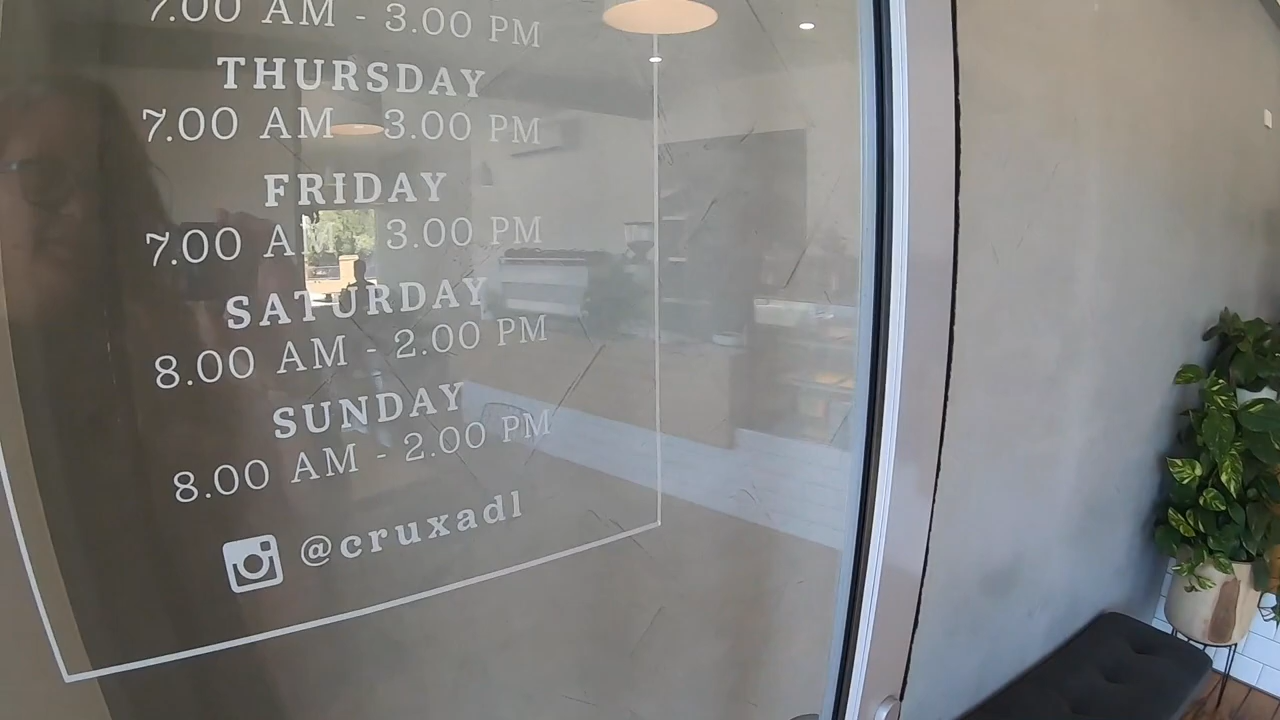 7.00 AM - 3.00 PM
THURSDAY
7.00 AM - 3.00 PM
FRIDAY
7.00 AM - 3.00 PM
SATURDAY
8.00 AM - 2.00 PM
SUNDAY
8.00 AM - 2.00 PM
@cruxadl